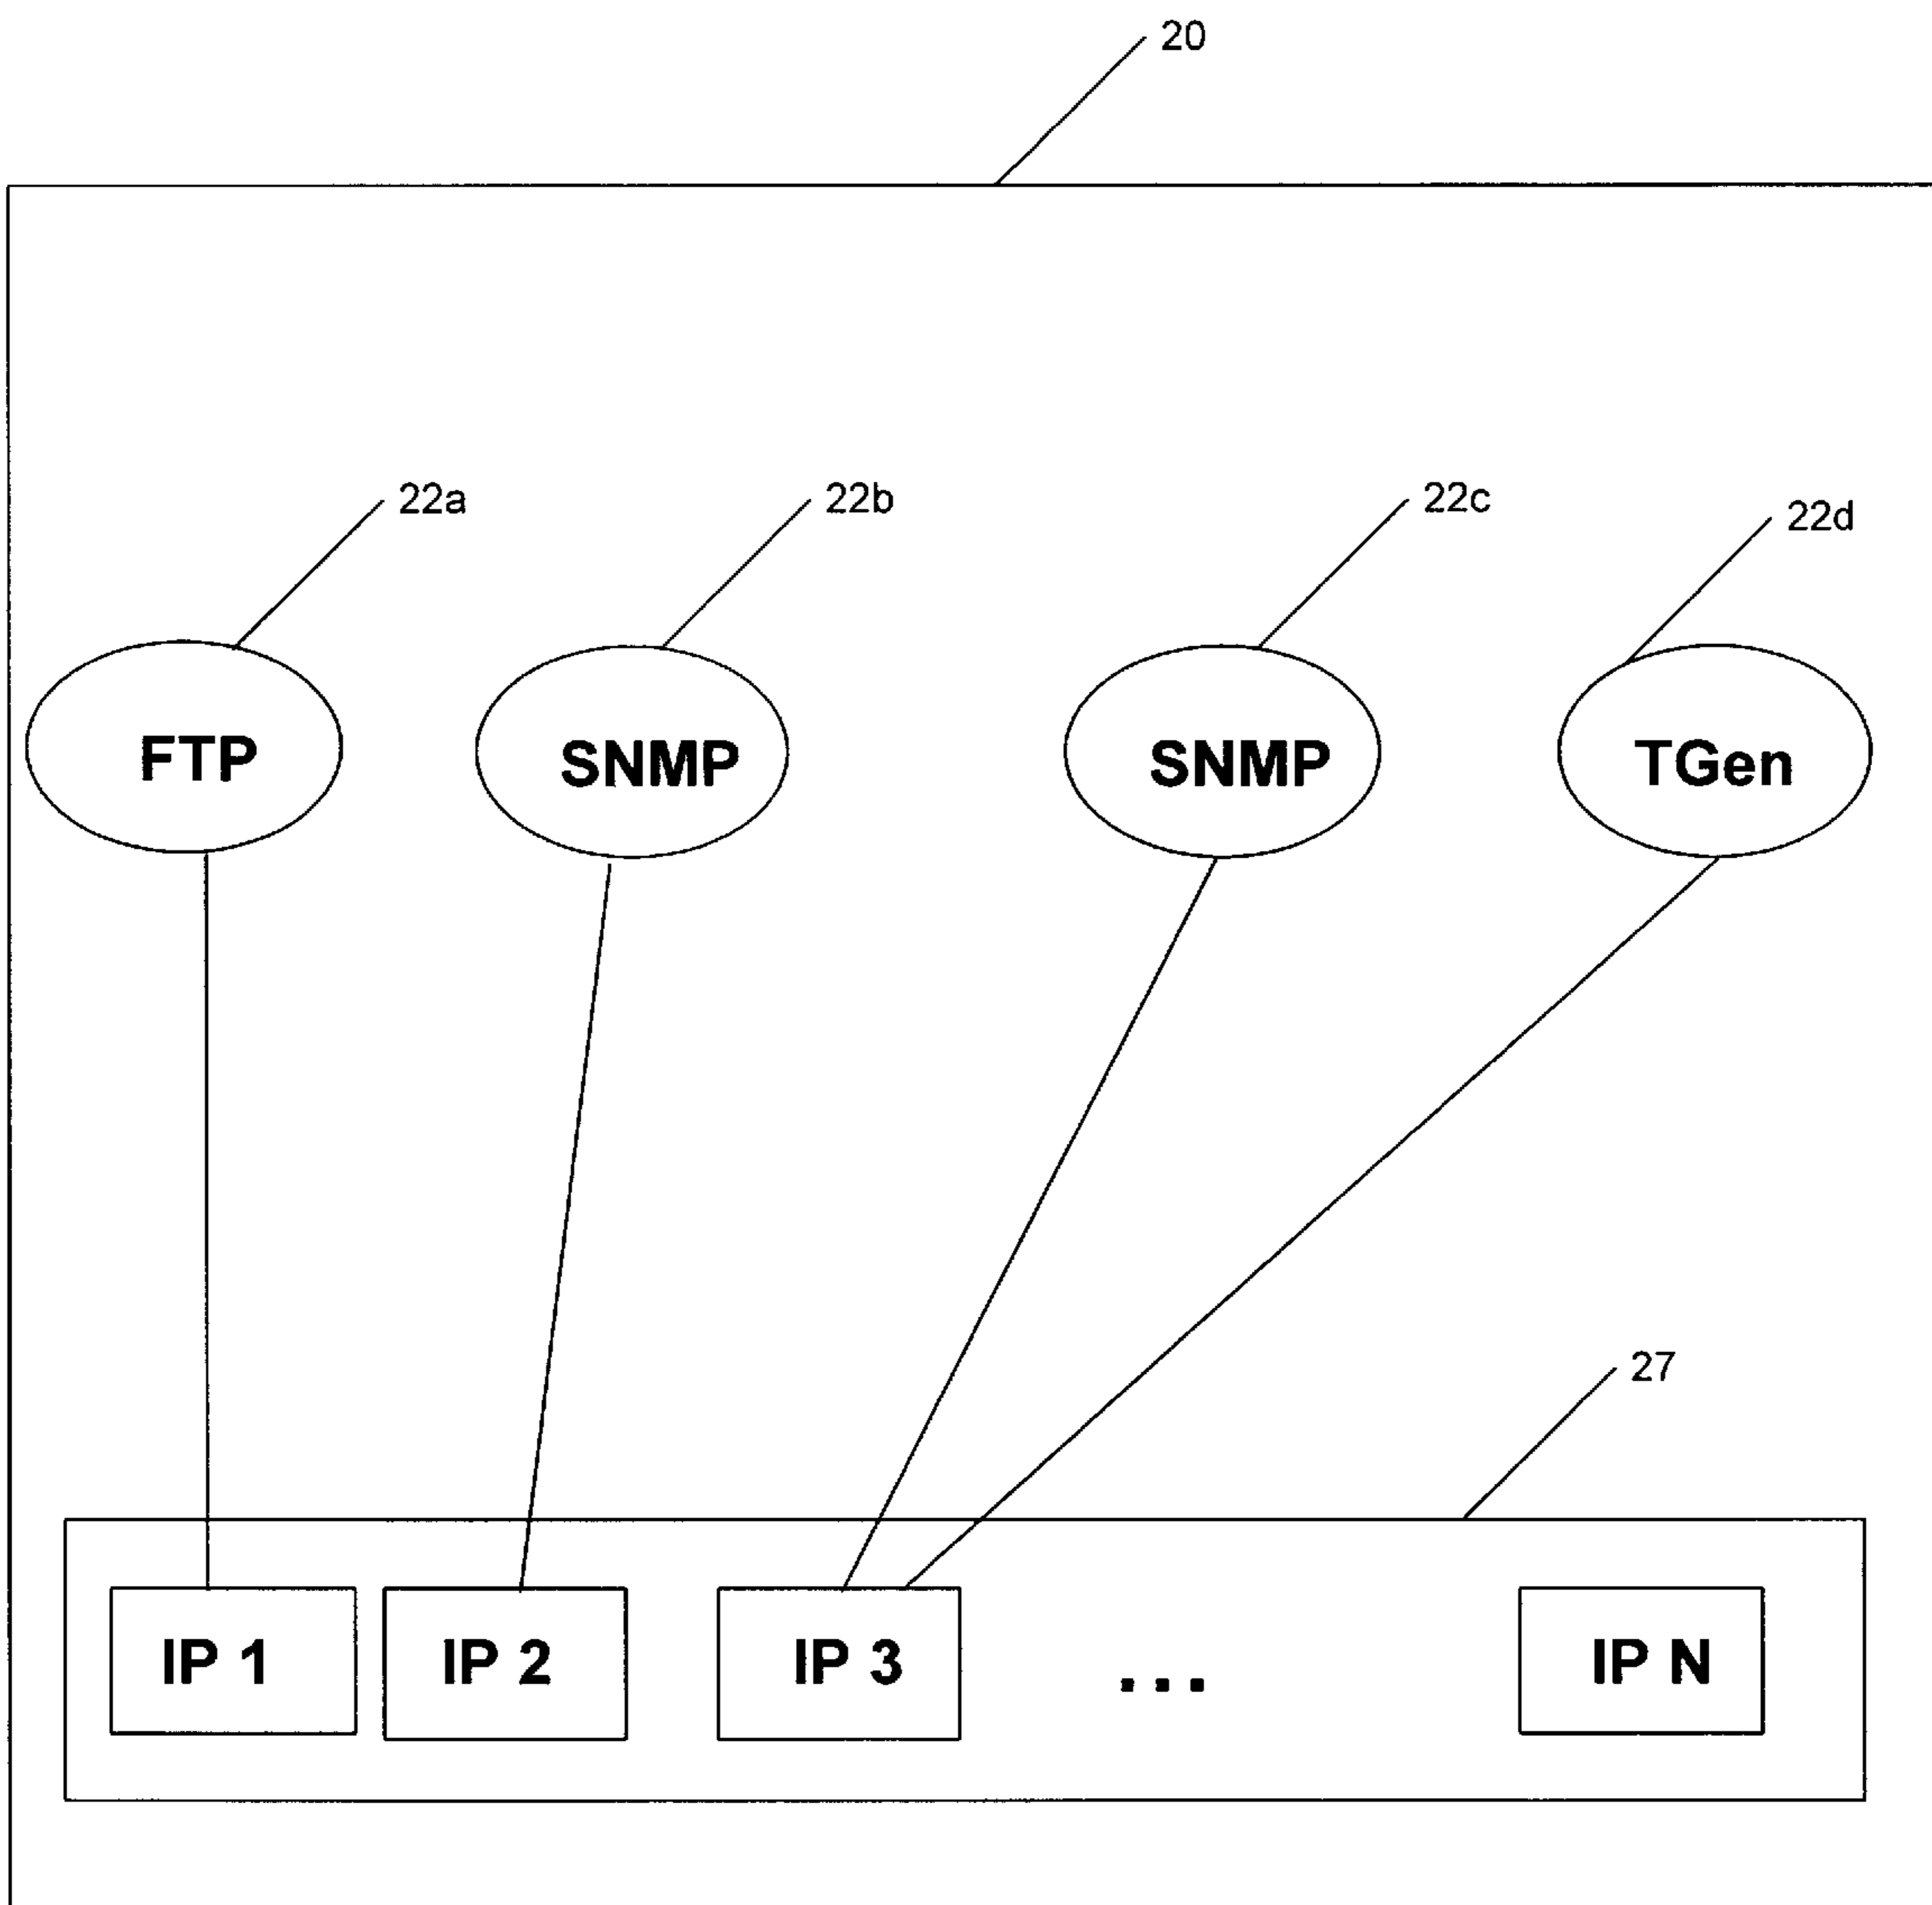 20
22a
22b
22c
22d
FTP
SNMP
SNMP
TGen
27
IP 1
IP 2
IP 3
...
IP N